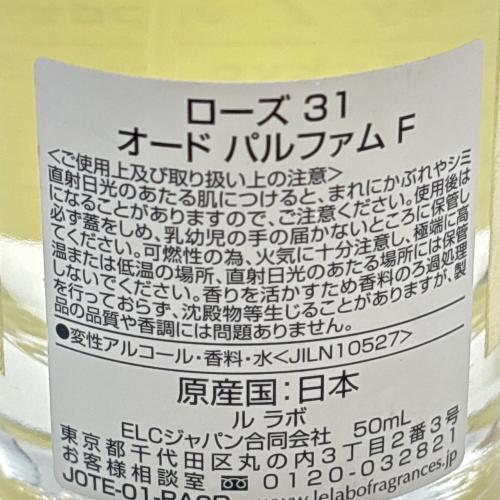 ローズ 31
オード パルファム F
<ご使用上及び取り扱い上の注意>
直射日光のあたる肌につけると、まれにかぶれやシミ
になることがありますので、ご注意ください。使用後は
必ず蓋をしめ、乳幼児の手の届かないところに保管し
てください。可燃性の為、火気に十分注意し、極端に高
温または低温の場所、直射日光のあたる場所には保管
しないでください。香りを活かすため香料のろ過処理
を行っておらず、沈殿物等生じることがありますが、製
品の品質や香調には問題ありません。
●変性アルコール・香料・水<JILN10527>
原産国:日本
ル ラボ
ELCジャパン合同会社 50mL
東京都千代田区丸の内3丁目2番3号
お客様相談室 0120-032821
www.lelabofragrances.jp